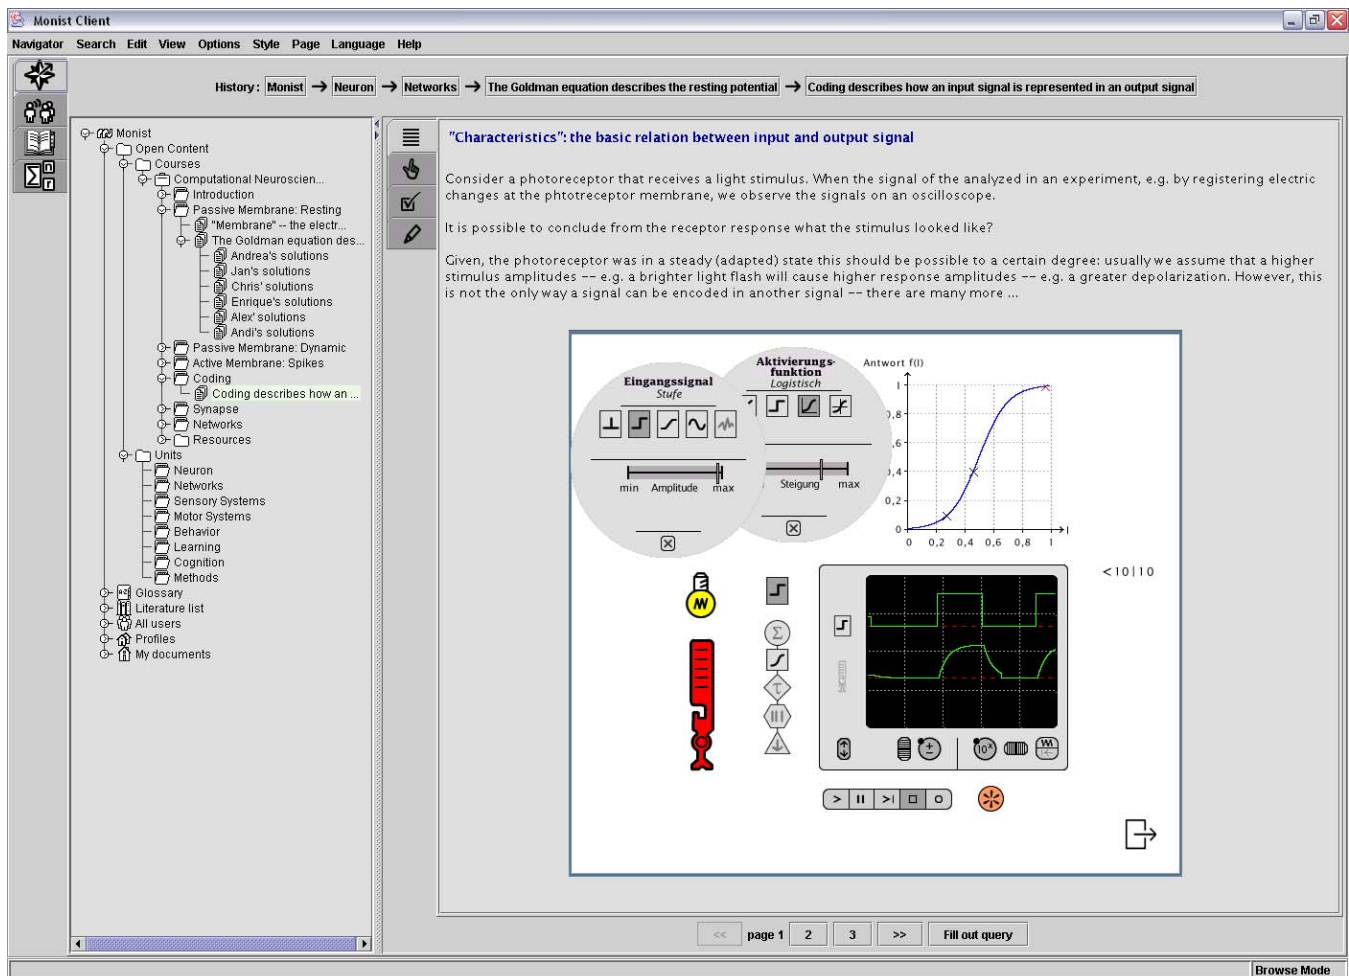 Monist Client
Navigator Search Edit View Options Style Page Language Help
History: Monist → Neuron → Networks → The Goldman equation describes the resting potential → Coding describes how an input signal is represented in an output signal
Monist
Open Content
Courses
Computational Neuroscien...
Introduction
Passive Membrane: Resting
"Membrane" -- the electr...
The Goldman equation des...
Andrea's solutions
Jan's solutions
Chris' solutions
Enrique's solutions
Alex' solutions
Andi's solutions
Passive Membrane: Dynamic
Active Membrane: Spikes
Coding
Coding describes how an ...
Synapse
Networks
Resources
Units
Neuron
Networks
Sensory Systems
Motor Systems
Behavior
Learning
Cognition
Methods
Glossary
Literature list
All users
Profiles
My documents
"Characteristics": the basic relation between input and output signal
Consider a photoreceptor that receives a light stimulus. When the signal of the analyzed in an experiment, e.g. by registering electric
changes at the phtotreceptor membrane, we observe the signals on an oscilloscope.
It is possible to conclude from the receptor response what the stimulus looked like?
Given, the photoreceptor was in a steady (adapted) state this should be possible to a certain degree: usually we assume that a higher
stimulus amplitudes -- e.g. a brighter light flash will cause higher response amplitudes -- e.g. a greater depolarization. However, this
is not the only way a signal can be encoded in another signal -- there are many more ...
Eingangssignal
Stufe
min Amplitude max
Aktivierungs-
funktion
Logistisch
Steigung max
Antwort f(I)
1
0,8
0,6
0,4
0,2
0
0 0,2 0,4 0,6 0,8 1
I
<10|10
Σ
τ
±
10ˣ
<< page 1 2 3 >> Fill out query
Browse Mode